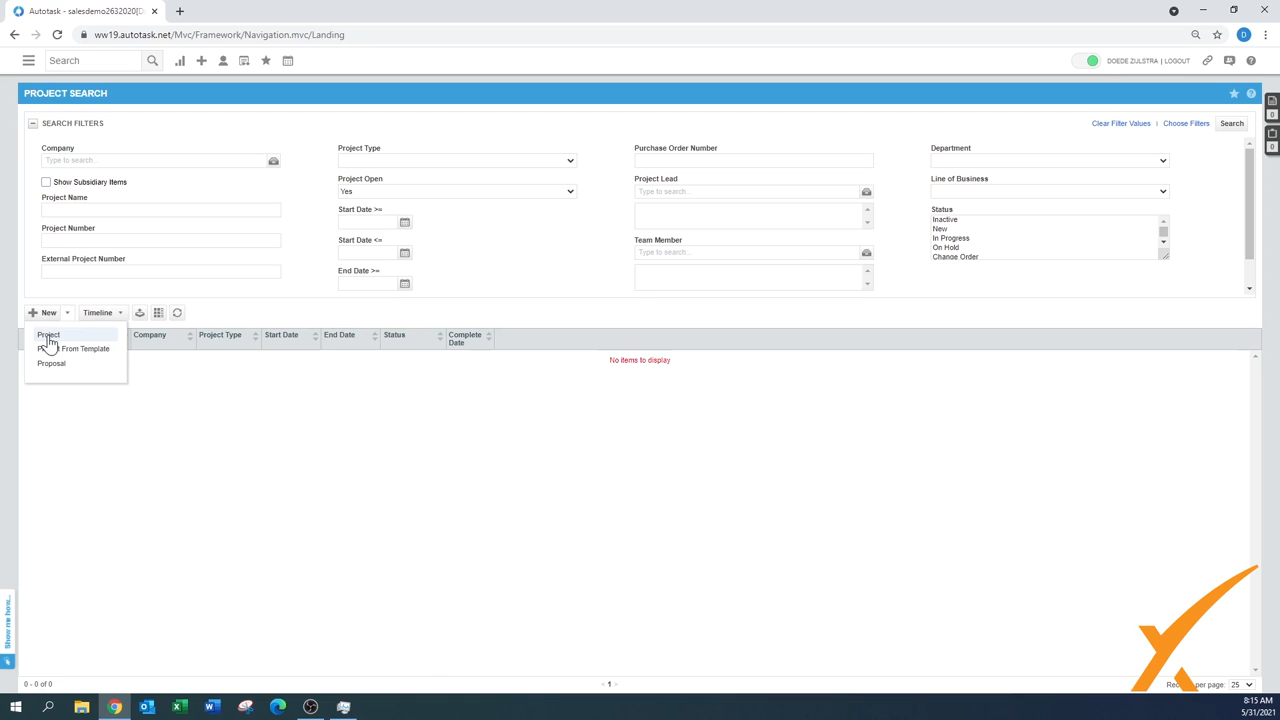 Autotask - salesdemo2632020[D
ww19.autotask.net/Mvc/Framework/Navigation.mvc/Landing
D
Search
DOEDE ZIJLSTRA | LOGOUT
PROJECT SEARCH
SEARCH FILTERS
Clear Filter Values | Choose Filters Search
0
0
Company Project Type Purchase Order Number Department
Type to search...
Show Subsidiary Items Project Open Project Lead Line of Business
Yes Type to search...
Project Name Start Date >= Status
Inactive
New
In Progress
On Hold
Change Order
Project Number Start Date <= Team Member
Type to search...
External Project Number End Date >=
New Timeline
Project
From Template
Proposal
Company Project Type Start Date End Date Status Complete Date
No items to display
Show me how...
0 - 0 of 0 < 1 > per page: 25
8:15 AM
5/31/2021